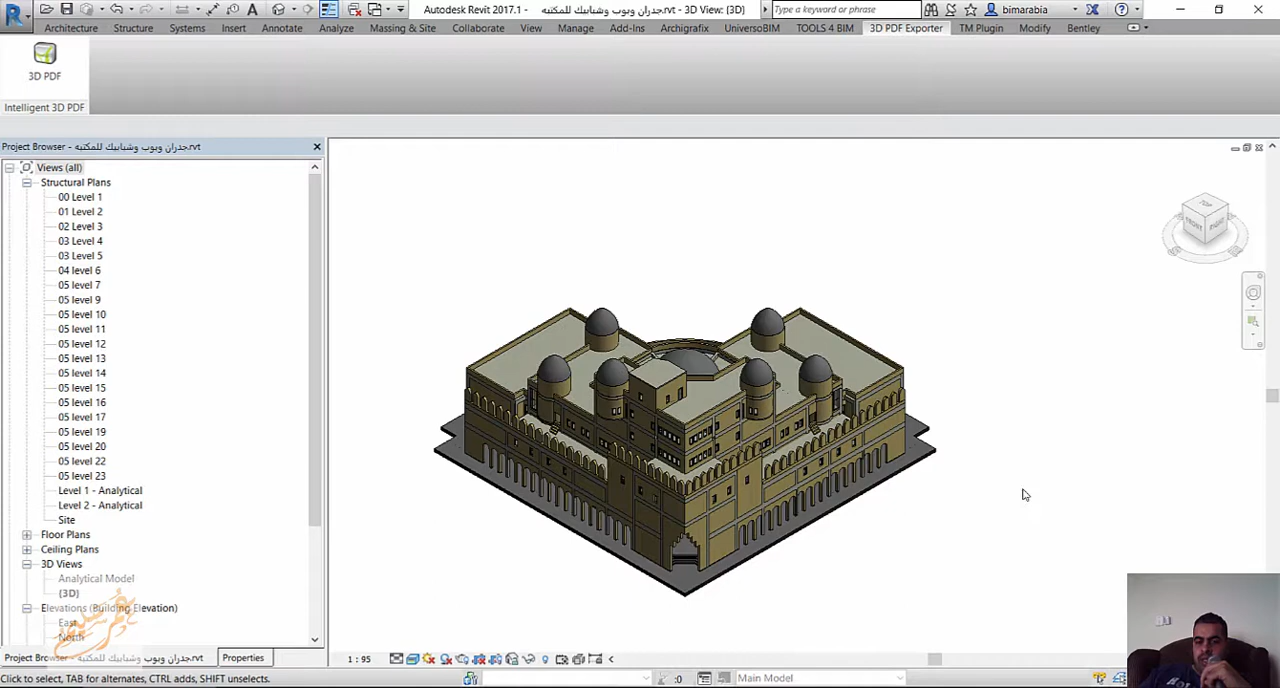 Autodesk Revit 2017.1 - جدران وبوب وشبابيك للمكتبه.rvt - 3D View: {3D}
Type a keyword or phrase
bimarabia
Architecture Structure Systems Insert Annotate Analyze Massing & Site Collaborate View Manage Add-Ins Archigrafix UniversoBIM TOOLS 4 BIM 3D PDF Exporter TM Plugin Modify Bentley
3D PDF
Intelligent 3D PDF
Project Browser - جدران وبوب وشبابيك للمكتبه.rvt
Views (all)
Structural Plans
00 Level 1
01 Level 2
02 Level 3
03 Level 4
03 Level 5
04 level 6
05 level 7
05 level 9
05 level 10
05 level 11
05 level 12
05 level 13
05 level 14
05 level 15
05 level 16
05 level 17
05 level 19
05 level 20
05 level 22
05 level 23
Level 1 - Analytical
Level 2 - Analytical
Site
Floor Plans
Ceiling Plans
3D Views
Analytical Model
{3D}
Elevations (Building Elevation)
East
North
TOP
FRONT RIGHT
Project Browser - جدران وبوب وشبابيك للمكتبه.rvt Properties
1 : 95
Click to select, TAB for alternates, CTRL adds, SHIFT unselects.
:0
Main Model